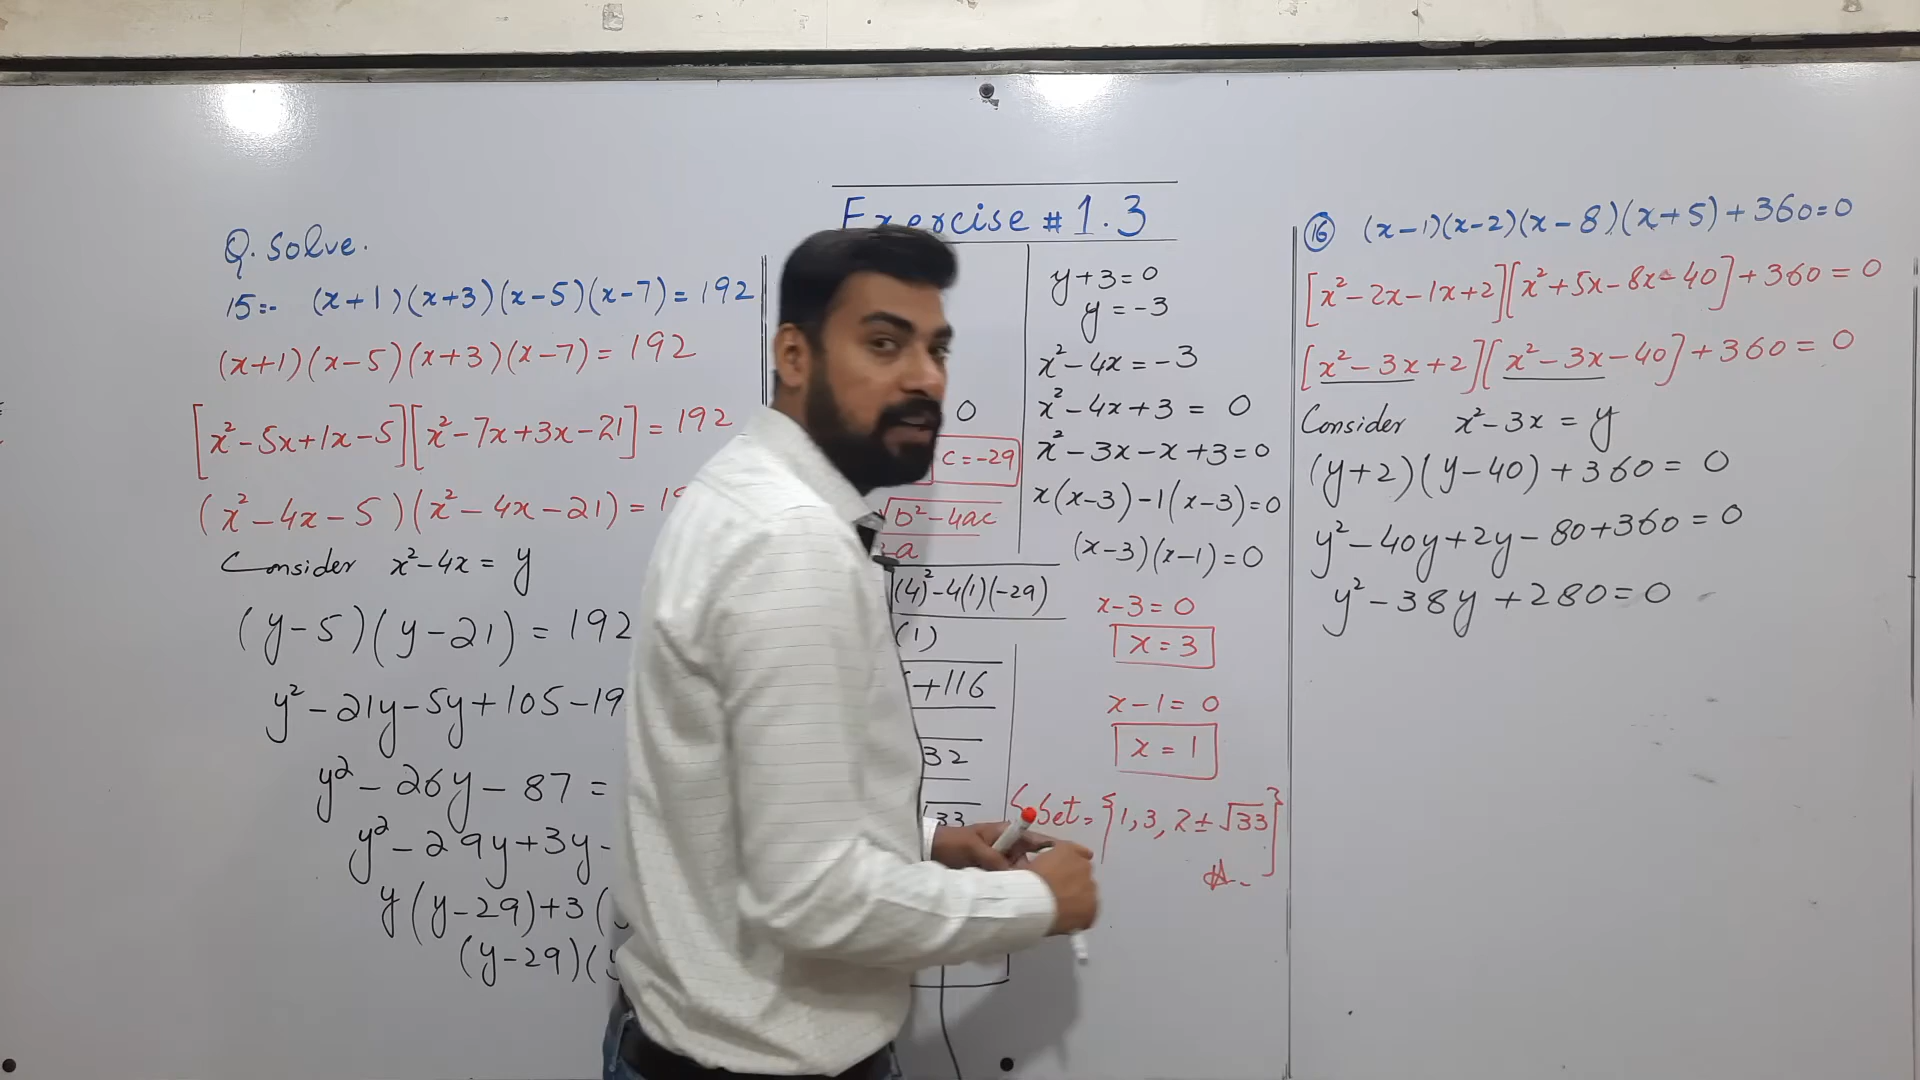 Exercise # 1.3
Q. Solve.
15:- (x+1)(x+3)(x-5)(x-7) = 192
(x+1)(x-5)(x+3)(x-7) = 192
[x²-5x+1x-5][x²-7x+3x-21] = 192
(x²-4x-5)(x²-4x-21) = 19
Consider x²-4x = y
(y-5)(y-21) = 192
y²-21y-5y+105-19
y²-26y-87 =
y²-29y+3y-
y(y-29)+3(
(y-29)(
0
c=-29
√b²-4ac
a
(4)²-4(1)(-29)
(1)
+116
32
√33
y+3=0
y=-3
x²-4x=-3
x²-4x+3 = 0
x²-3x-x+3=0
x(x-3)-1(x-3)=0
(x-3)(x-1)=0
x-3=0
x=3
x-1=0
x=1
S.Set = {1,3, 2±√33}
16 (x-1)(x-2)(x-8)(x+5)+360=0
[x²-2x-1x+2][x²+5x-8x-40]+360=0
[x²-3x+2][x²-3x-40]+360=0
Consider x²-3x=y
(y+2)(y-40)+360=0
y²-40y+2y-80+360=0
y²-38y+280=0